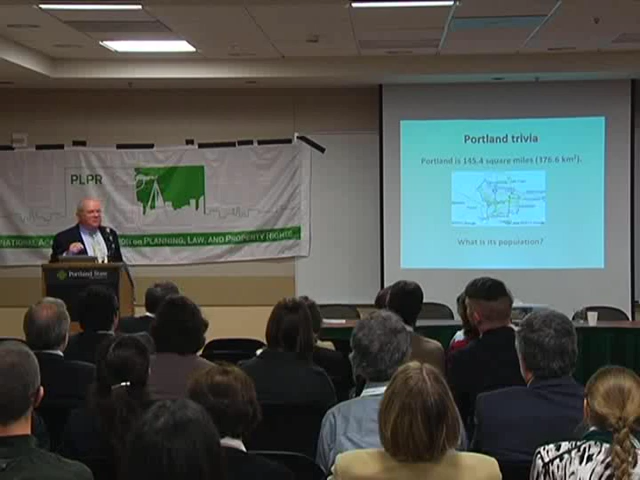 PLPR
ON PLANNING, LAW, AND PROPERTY RIGHTS
Portland State
Portland trivia
Portland is 145.4 square miles (376.6 km²).
What is its population?